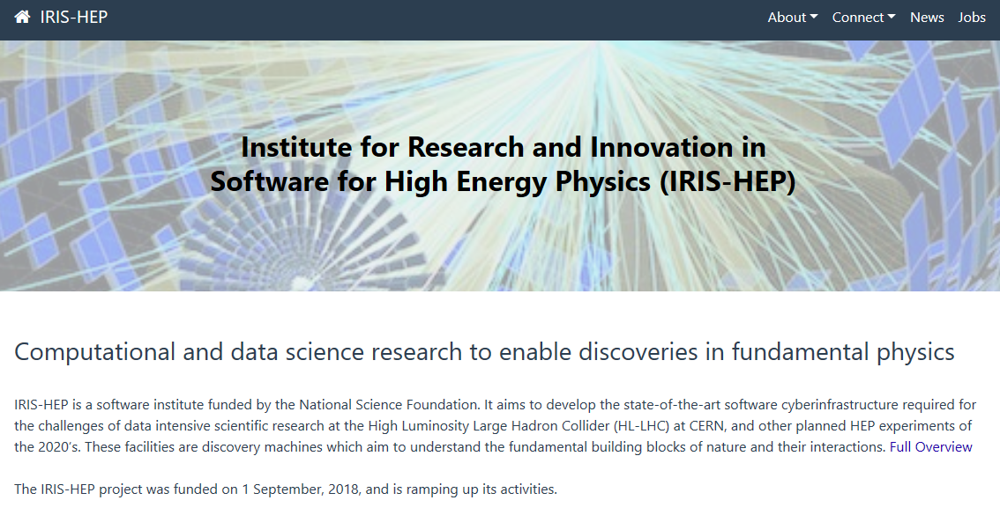 IRIS-HEP
About Connect News Jobs
Institute for Research and Innovation in
Software for High Energy Physics (IRIS-HEP)
Computational and data science research to enable discoveries in fundamental physics
IRIS-HEP is a software institute funded by the National Science Foundation. It aims to develop the state-of-the-art software cyberinfrastructure required for
the challenges of data intensive scientific research at the High Luminosity Large Hadron Collider (HL-LHC) at CERN, and other planned HEP experiments of
the 2020’s. These facilities are discovery machines which aim to understand the fundamental building blocks of nature and their interactions. Full Overview
The IRIS-HEP project was funded on 1 September, 2018, and is ramping up its activities.